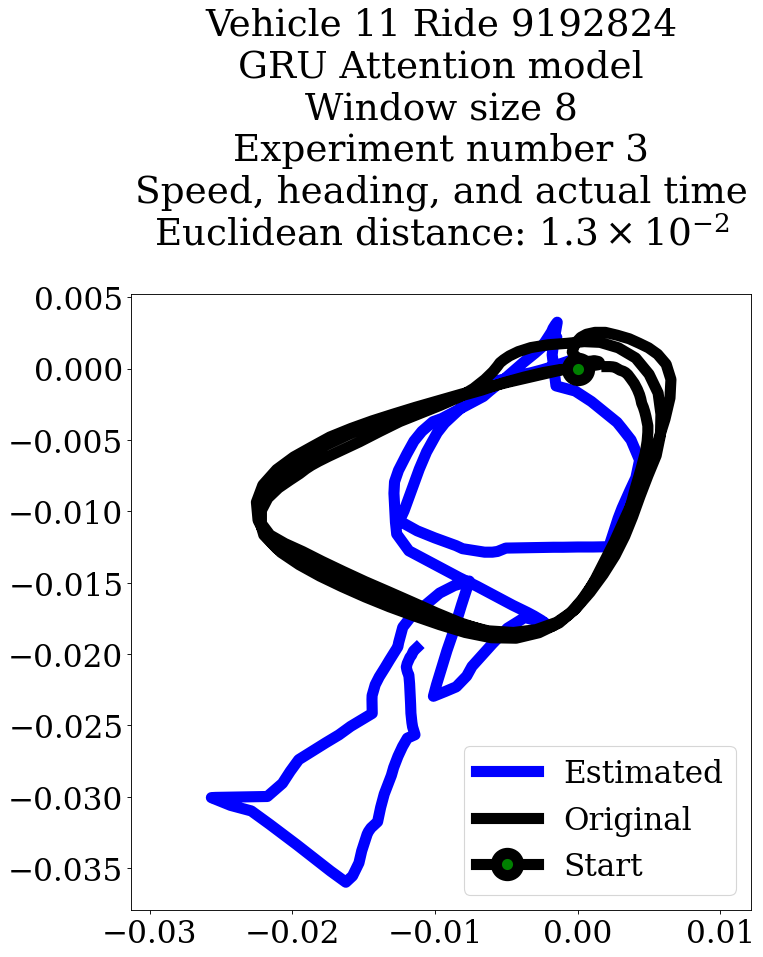 Vehicle 11 Ride 9192824
GRU Attention model
Window size 8
Experiment number 3
Speed, heading, and actual time
Euclidean distance: 1.3 × 10⁻²
0.005
0.000
−0.005
−0.010
−0.015
−0.020
−0.025
−0.030
−0.035
Estimated
Original
Start
−0.03
−0.02
−0.01
0.00
0.01